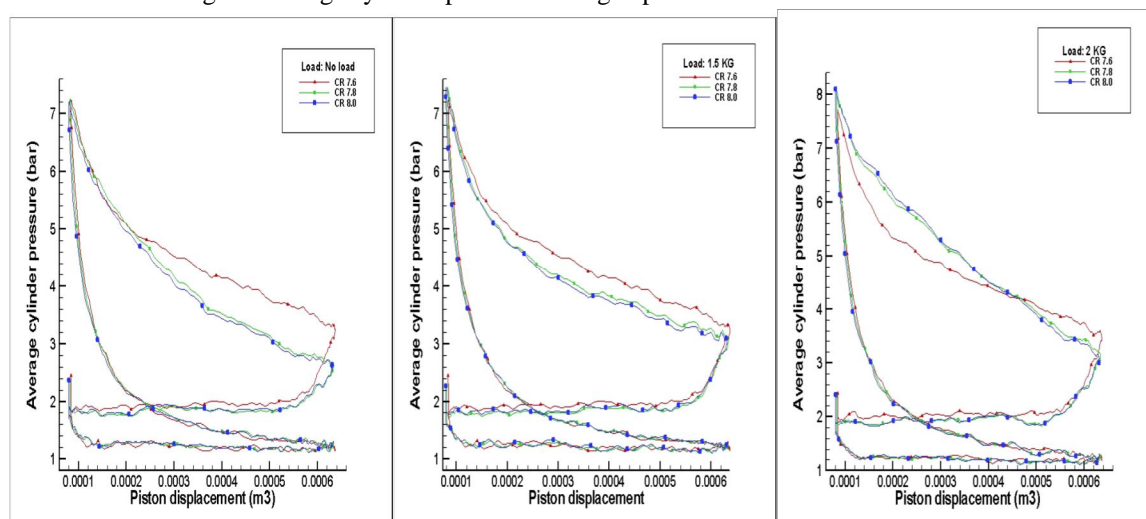 Load: No load
CR 7.6
CR 7.8
CR 8.0
7
6
5
4
3
2
1
Average cylinder pressure (bar)
0.0001 0.0002 0.0003 0.0004 0.0005 0.0006
Piston displacement (m3)
Load: 1.5 KG
CR 7.6
CR 7.8
CR 8.0
7
6
5
4
3
2
1
Average cylinder pressure (bar)
0.0001 0.0002 0.0003 0.0004 0.0005 0.0006
Piston displacement
Load: 2 KG
CR 7.6
CR 7.8
CR 8.0
8
7
6
5
4
3
2
1
Average cylinder pressure (bar)
0.0001 0.0002 0.0003 0.0004 0.0005 0.0006
Piston displacement (m3)